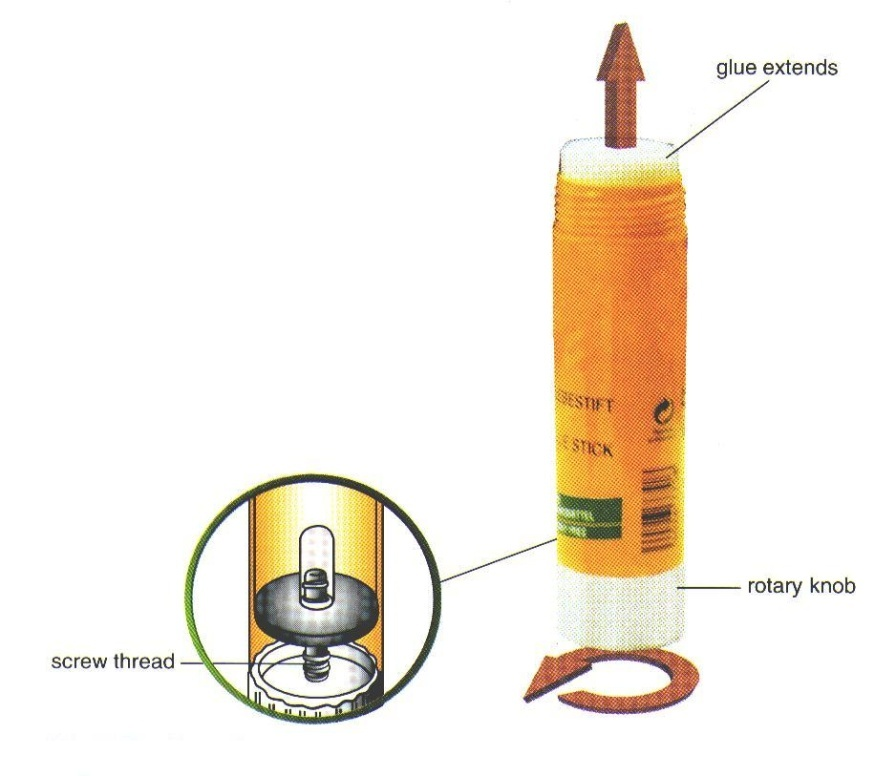 glue extends
STICK
rotary knob
screw thread